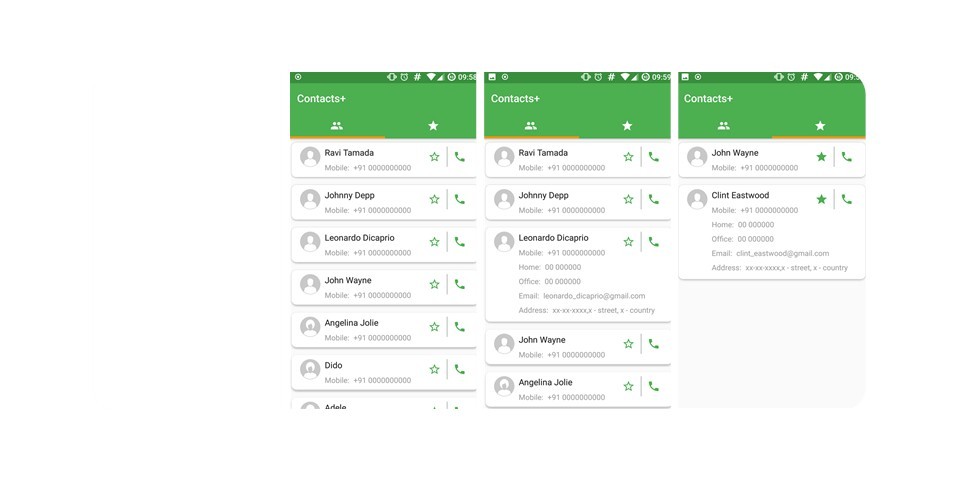 09:58
Contacts+
Ravi Tamada
Mobile: +91 0000000000
Johnny Depp
Mobile: +91 0000000000
Leonardo Dicaprio
Mobile: +91 0000000000
John Wayne
Mobile: +91 0000000000
Angelina Jolie
Mobile: +91 0000000000
Dido
Mobile: +91 0000000000
Adele
09:59
Contacts+
Ravi Tamada
Mobile: +91 0000000000
Johnny Depp
Mobile: +91 0000000000
Leonardo Dicaprio
Mobile: +91 0000000000
Home: 00 000000
Office: 00 000000
Email: leonardo_dicaprio@gmail.com
Address: xx-xx-xxxx,x - street, x - country
John Wayne
Mobile: +91 0000000000
Angelina Jolie
Mobile: +91 0000000000
Contacts+
John Wayne
Mobile: +91 0000000000
Clint Eastwood
Mobile: +91 0000000000
Home: 00 000000
Office: 00 000000
Email: clint_eastwood@gmail.com
Address: xx-xx-xxxx,x - street, x - country